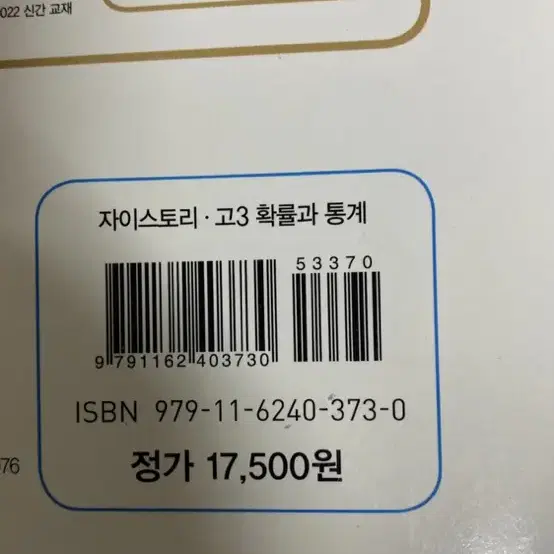 022 신간 교재
자이스토리 · 고3 확률과 통계
53370
9 791162 403730
ISBN 979-11-6240-373-0
정가 17,500원
76